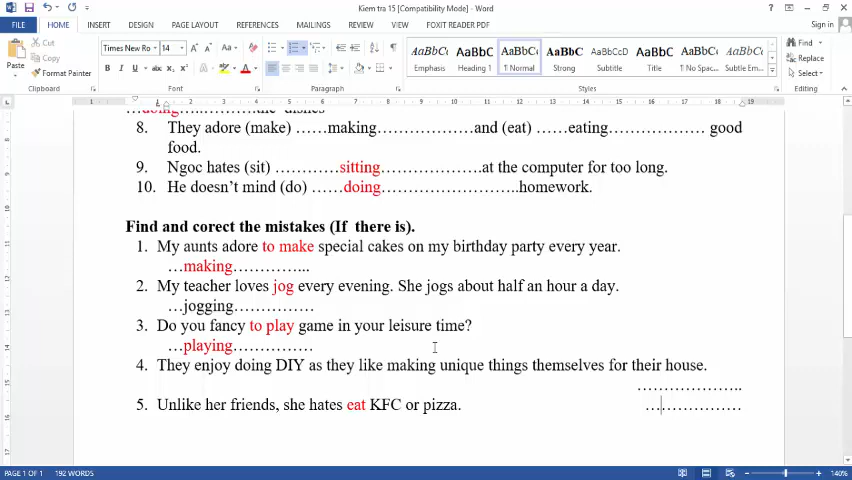 Kiem tra 15 [Compatibility Mode] - Word
FILE HOME INSERT DESIGN PAGE LAYOUT REFERENCES MAILINGS REVIEW VIEW FOXIT READER PDF Sign in
Paste Cut Copy Format Painter
Clipboard
Times New Ro 14
Font
Paragraph
AaBbC AaBbC AaBbC AaBbC AaBbCc AaBbC AaBbC AaBbCc
Emphasis Heading 1 ¶ Normal Strong Subtitle Title ¶ No Spac... Subtle Em...
Styles
Find Replace Select
Editing
…doing…………the dishes
8. They adore (make) ……making…………………and (eat) ……eating………………… good
food.
9. Ngoc hates (sit) …………sitting………………….at the computer for too long.
10. He doesn’t mind (do) ……doing……………………..homework.
Find and corect the mistakes (If there is).
1. My aunts adore to make special cakes on my birthday party every year.
…making…………...
2. My teacher loves jog every evening. She jogs about half an hour a day.
…jogging……………
3. Do you fancy to play game in your leisure time?
…playing……………
4. They enjoy doing DIY as they like making unique things themselves for their house.
………………..
5. Unlike her friends, she hates eat KFC or pizza. ………………
PAGE 1 OF 1 192 WORDS 140%